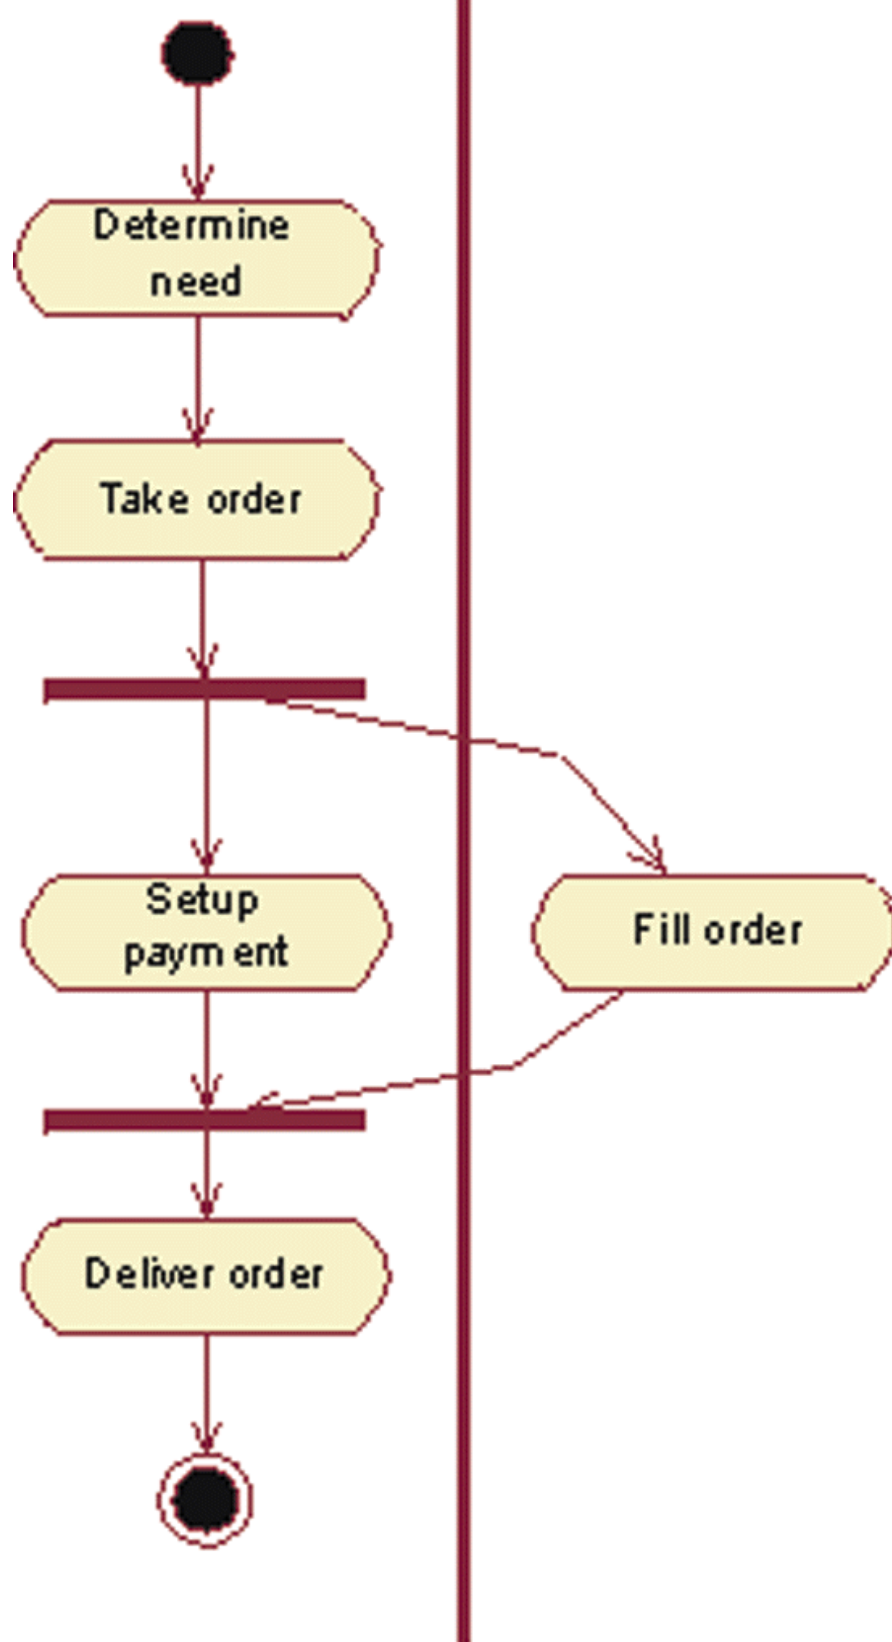 Determine
need
Take order
Setup
payment
Fill order
Deliver order